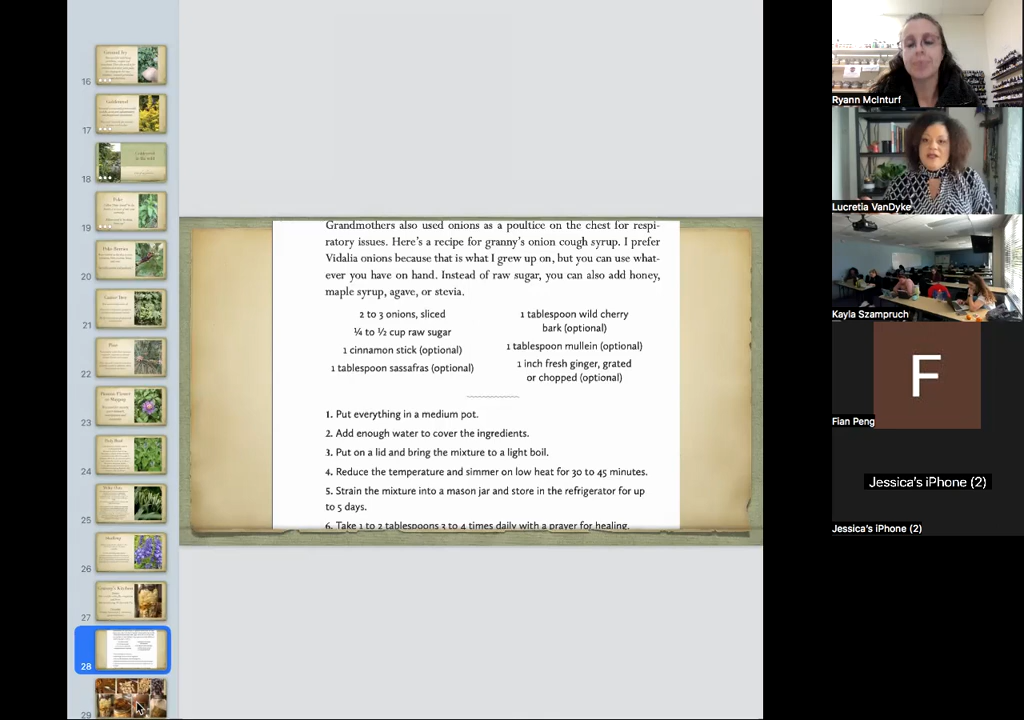 Grandmothers also used onions as a poultice on the chest for respi-
ratory issues. Here's a recipe for granny's onion cough syrup. I prefer
Vidalia onions because that is what I grew up on, but you can use what-
ever you have on hand. Instead of raw sugar, you can also add honey,
maple syrup, agave, or stevia.
2 to 3 onions, sliced
¼ to ½ cup raw sugar
1 cinnamon stick (optional)
1 tablespoon sassafras (optional)
1 tablespoon wild cherry
bark (optional)
1 tablespoon mullein (optional)
1 inch fresh ginger, grated
or chopped (optional)
1. Put everything in a medium pot.
2. Add enough water to cover the ingredients.
3. Put on a lid and bring the mixture to a light boil.
4. Reduce the temperature and simmer on low heat for 30 to 45 minutes.
5. Strain the mixture into a mason jar and store in the refrigerator for up
to 5 days.
6. Take 1 to 2 tablespoons 3 to 4 times daily with a prayer for healing.
16
17
Goldenrod
18
19
Poke
20
Poke Berries
21
22
Pine
23
24
25
26
27
28
29
Ryann McInturf
Lucretia VanDyke
Kayla Szampruch
F
Fian Peng
Jessica's iPhone (2)
Jessica's iPhone (2)